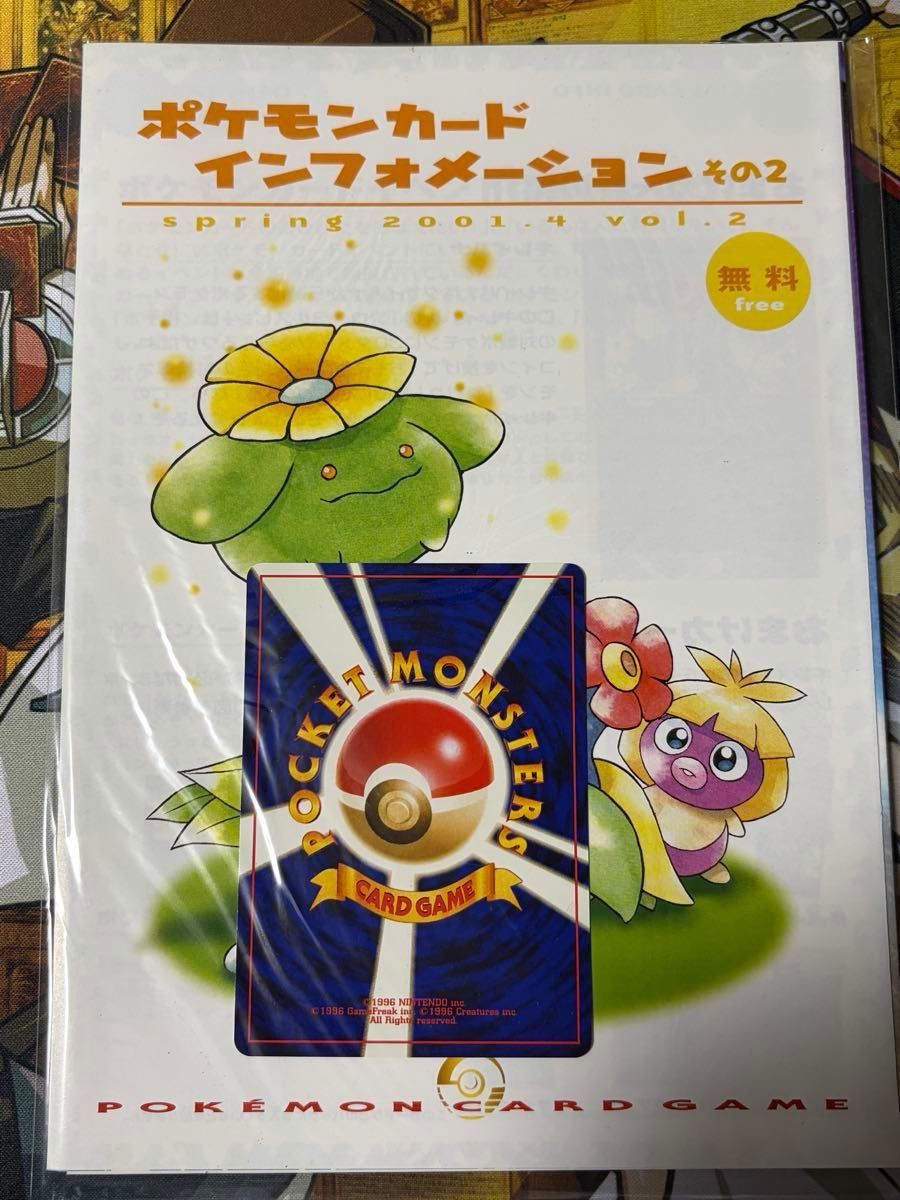 ポケモンカード
インフォメーション その2
spring 2001.4 vol.2
無料
free
POCKET MONSTERS
CARD GAME
©1996 NINTENDO inc.
©1996 GameFreak inc. ©1996 Creatures inc.
All Rights reserved.
POKÉMON CARD GAME